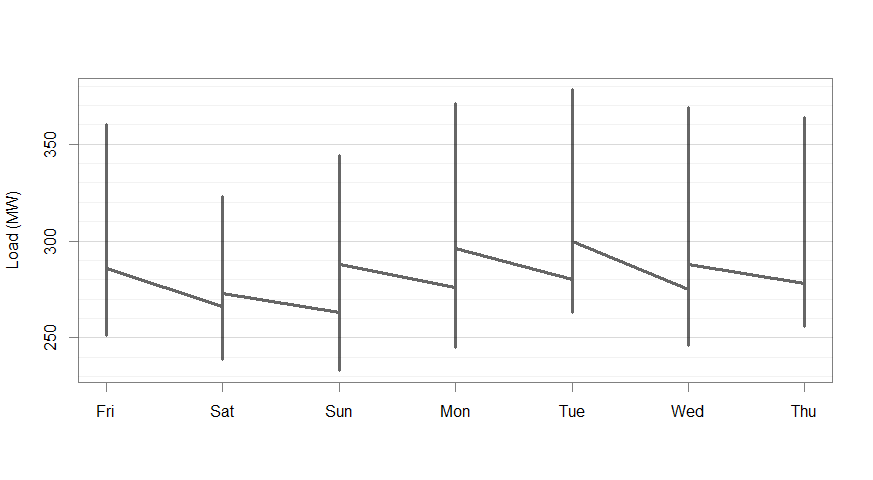 Load (MW)
350
300
250
Fri Sat Sun Mon Tue Wed Thu